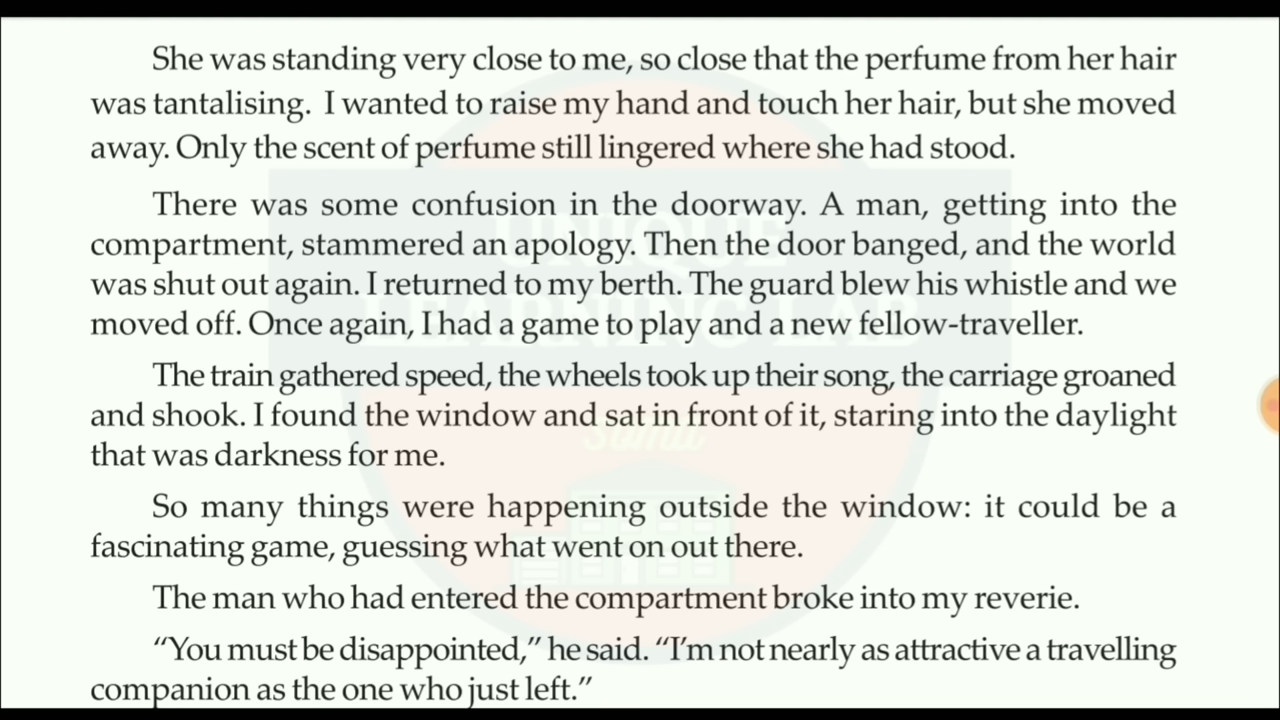 She was standing very close to me, so close that the perfume from her hair
was tantalising. I wanted to raise my hand and touch her hair, but she moved
away. Only the scent of perfume still lingered where she had stood.
There was some confusion in the doorway. A man, getting into the
compartment, stammered an apology. Then the door banged, and the world
was shut out again. I returned to my berth. The guard blew his whistle and we
moved off. Once again, I had a game to play and a new fellow-traveller.
The train gathered speed, the wheels took up their song, the carriage groaned
and shook. I found the window and sat in front of it, staring into the daylight
that was darkness for me.
So many things were happening outside the window: it could be a
fascinating game, guessing what went on out there.
The man who had entered the compartment broke into my reverie.
“You must be disappointed,” he said. “I’m not nearly as attractive a travelling
companion as the one who just left.”
UNIQUE
LEARNING LAB